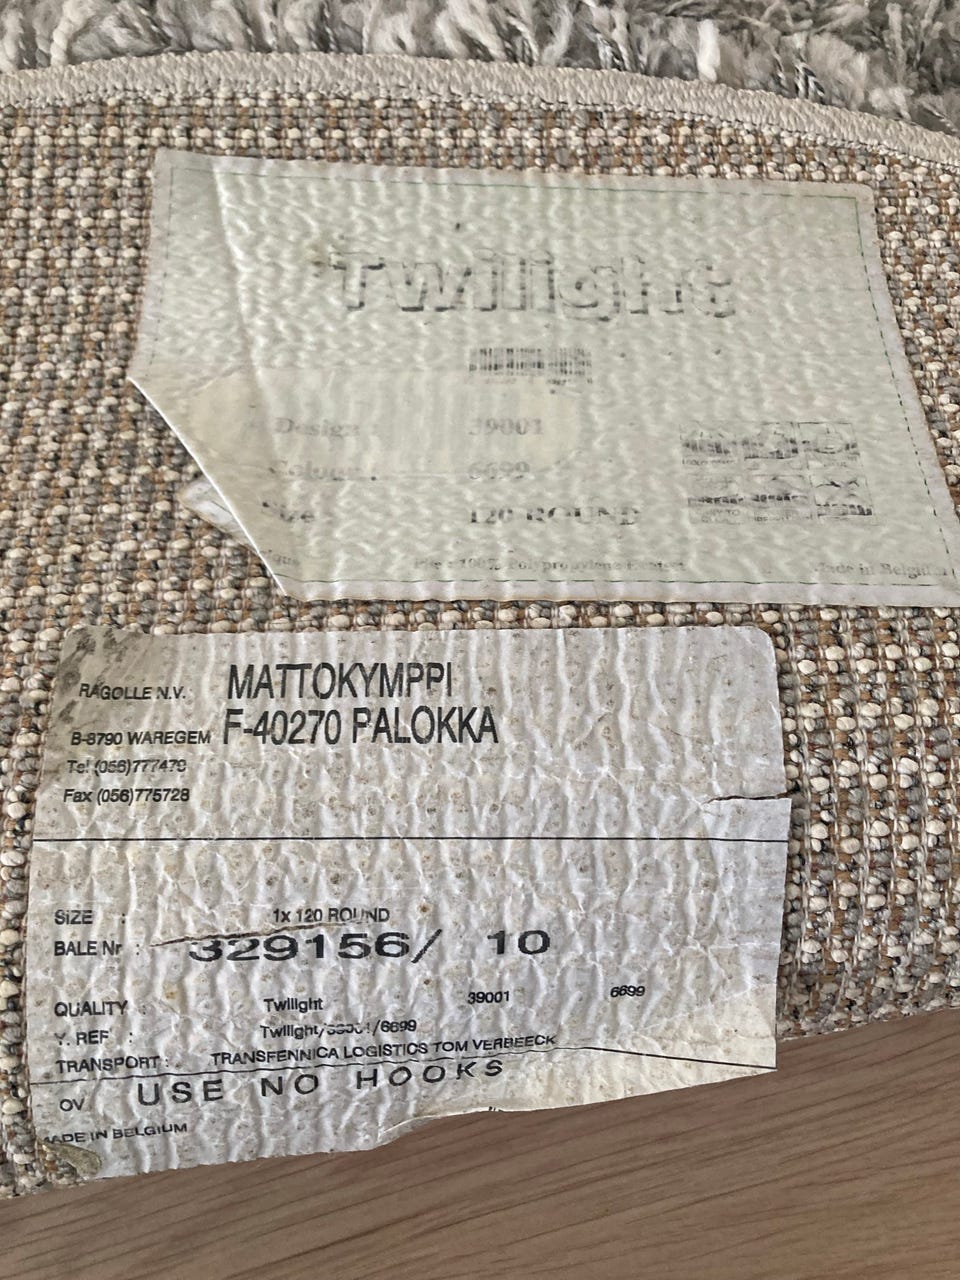 Twilight
Design : 39001
Colour : 6699
Size 120 ROUND
Pile : 100% Polypropylene Made in Belgium
RAGOLLE N.V. MATTOKYMPPI
B-8790 WAREGEM F-40270 PALOKKA
Tel (056)777479
Fax (056)775728
SIZE : 1x 120 ROUND
BALE Nr : 329156/ 10
QUALITY : Twilight 39001 6699
Y. REF : Twilight/39001/6699
TRANSPORT : TRANSFENNICA LOGISTICS TOM VERBEECK
OV USE NO HOOKS
MADE IN BELGIUM